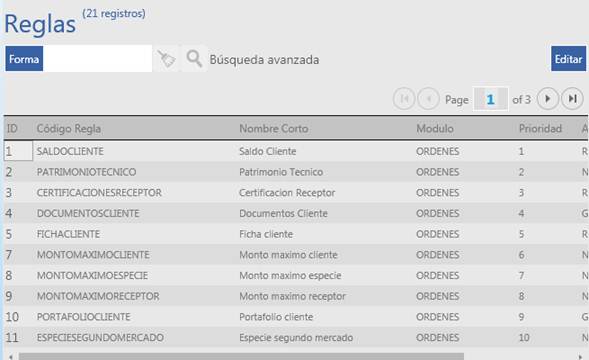 Reglas (21 registros)
Forma Búsqueda avanzada Editar
Page 1 of 3
ID Código Regla Nombre Corto Modulo Prioridad A
1 SALDOCLIENTE Saldo Cliente ORDENES 1 R
2 PATRIMONIOTECNICO Patrimonio Tecnico ORDENES 2 N
3 CERTIFICACIONESRECEPTOR Certificacion Receptor ORDENES 3 R
4 DOCUMENTOSCLIENTE Documentos Cliente ORDENES 4 G
5 FICHACLIENTE Ficha cliente ORDENES 5 R
7 MONTOMAXIMOCLIENTE Monto maximo cliente ORDENES 6 N
8 MONTOMAXIMOESPECIE Monto maximo especie ORDENES 7 N
9 MONTOMAXIMORECEPTOR Monto maximo receptor ORDENES 8 N
10 PORTAFOLIOCLIENTE Portafolio cliente ORDENES 9 G
11 ESPECIESEGUNDOMERCADO Especie segundo mercado ORDENES 10 N